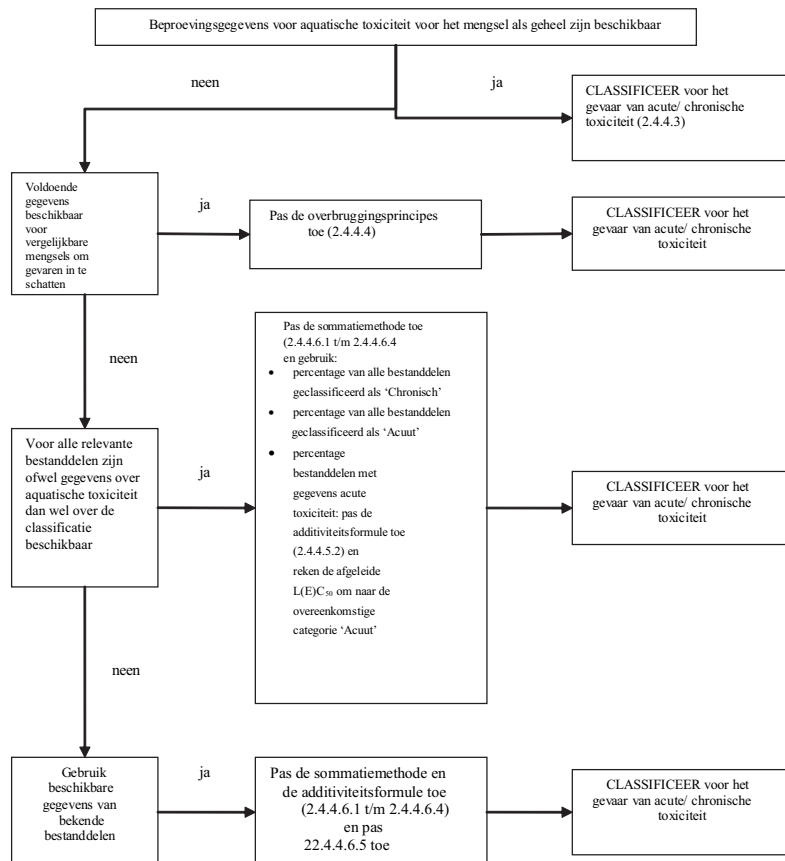 Beproevingsgegevens voor aquatische toxiciteit voor het mengsel als geheel zijn beschikbaar
neen
ja
CLASSIFICEER voor het
gevaar van acute/ chronische
toxiciteit (2.4.4.3)
Voldoende
gegevens
beschikbaar
voor
vergelijkbare
mengsels om
gevaren in te
schatten
ja
Pas de overbruggingsprincipes
toe (2.4.4.4)
CLASSIFICEER voor het
gevaar van acute/ chronische
toxiciteit
neen
Pas de sommatiemethode toe
(2.4.4.6.1 t/m 2.4.4.6.4
en gebruik:
• percentage van alle bestanddelen
geclassificeerd als ‘Chronisch’
• percentage van alle bestanddelen
geclassificeerd als ‘Acuut’
• percentage
bestanddelen met
gegevens acute
toxiciteit: pas de
additiviteitsformule toe
(2.4.4.5.2) en
reken de afgeleide
L(E)C₅₀ om naar de
overeenkomstige
categorie ‘Acuut’
Voor alle relevante
bestanddelen zijn
ofwel gegevens over
aquatische toxiciteit
dan wel over de
classificatie
beschikbaar
ja
CLASSIFICEER voor het
gevaar van acute/ chronische
toxiciteit
neen
Gebruik
beschikbare
gegevens van
bekende
bestanddelen
ja
Pas de sommatiemethode en
de additiviteitsformule toe
(2.4.4.6.1 t/m 2.4.4.6.4)
en pas
22.4.4.6.5 toe
CLASSIFICEER voor het
gevaar van acute/ chronische
toxiciteit